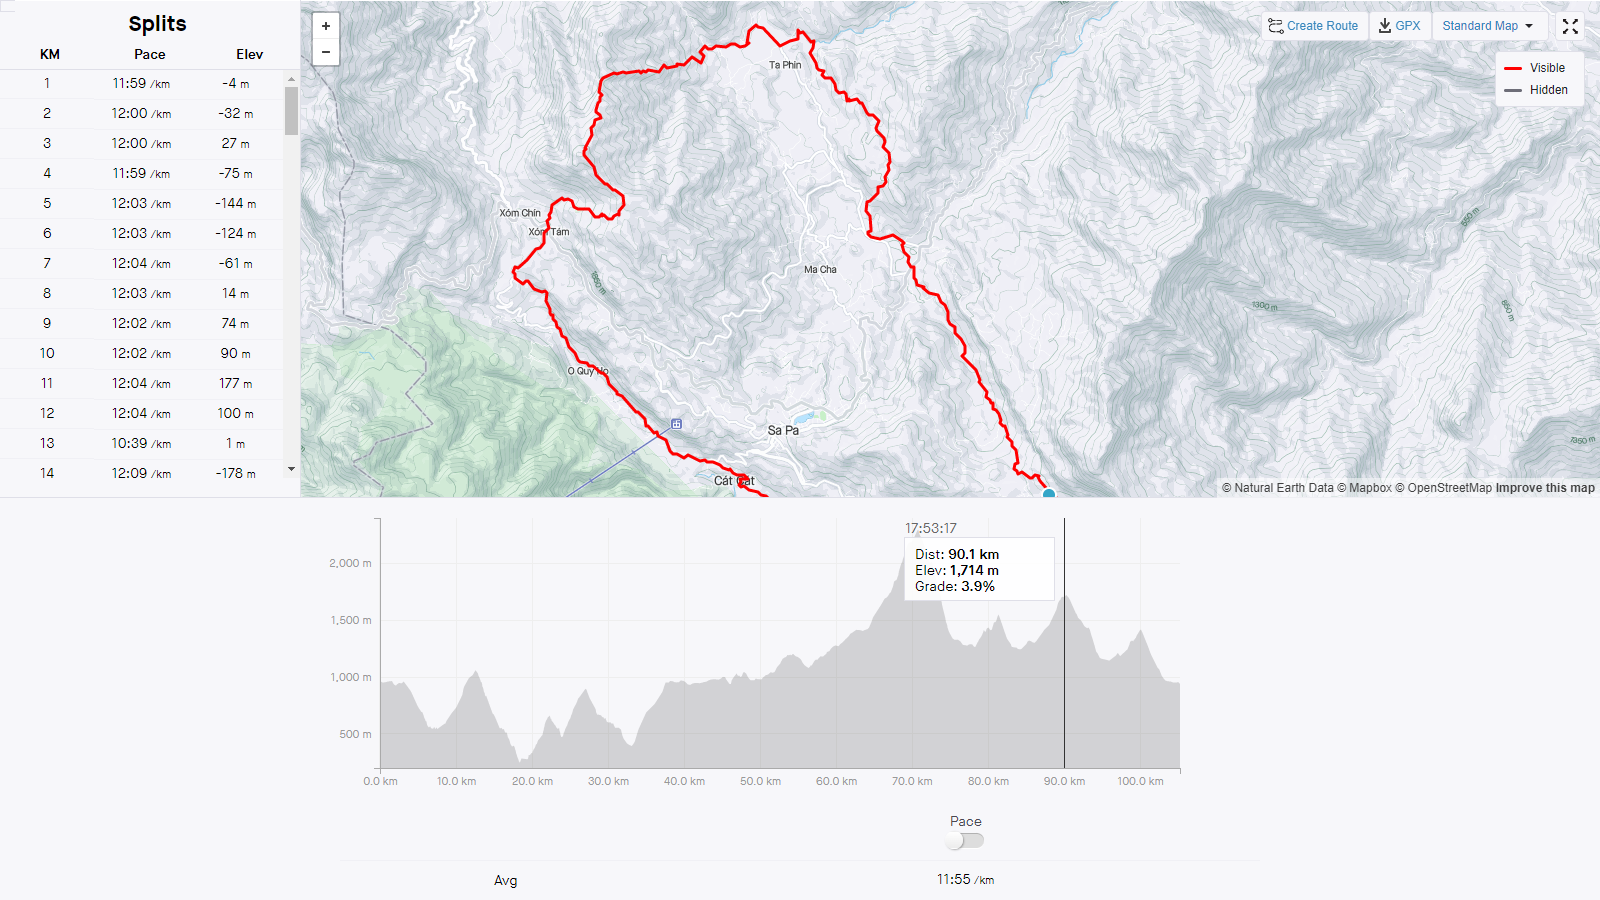 Splits
KM Pace Elev
1 11:59 /km -4 m
2 12:00 /km -32 m
3 12:00 /km 27 m
4 11:59 /km -75 m
5 12:03 /km -144 m
6 12:03 /km -124 m
7 12:04 /km -61 m
8 12:03 /km 14 m
9 12:02 /km 74 m
10 12:02 /km 90 m
11 12:04 /km 177 m
12 12:04 /km 100 m
13 10:39 /km 1 m
14 12:09 /km -178 m
+
−
Create Route GPX Standard Map
Visible
Hidden
Ta Phin
Xóm Chín
Xóm Tám
Ma Cha
1650 m
550 m
1300 m
850 m
1350 m
O Quy Ho
Sa Pa
Cát Cat
© Natural Earth Data © Mapbox © OpenStreetMap Improve this map
17:53:17
Dist: 90.1 km
Elev: 1,714 m
Grade: 3.9%
2,000 m
1,500 m
1,000 m
500 m
0.0 km 10.0 km 20.0 km 30.0 km 40.0 km 50.0 km 60.0 km 70.0 km 80.0 km 90.0 km 100.0 km
Pace
Avg 11:55 /km